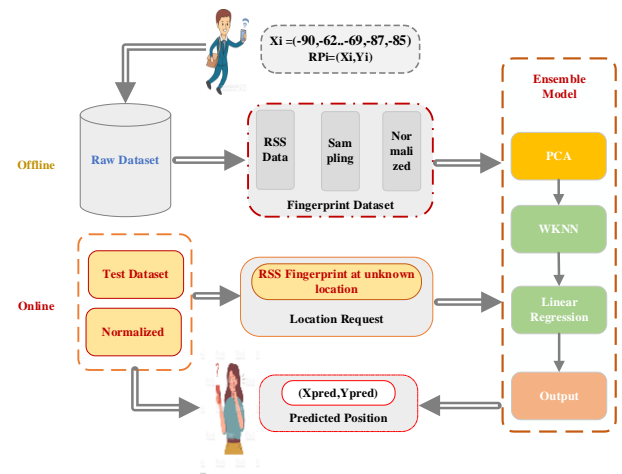 Xi =(-90,-62..-69,-87,-85)
RPi=(Xi,Yi)
Ensemble
Model
Offline
Raw Dataset
RSS
Data
Sam
pling
Nor
mali
zed
Fingerprint Dataset
PCA
WKNN
Linear
Regression
Output
Online
Test Dataset
Normalized
RSS Fingerprint at unknown
location
Location Request
(Xpred,Ypred)
Predicted Position